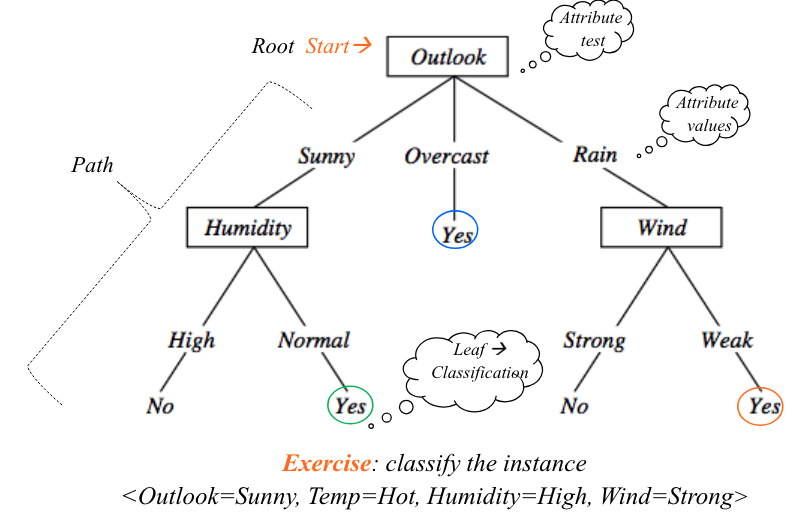 Attribute
test
Root Start→
Outlook
Attribute
values
Path
Sunny Overcast Rain
Humidity
Yes
Wind
High Normal
Strong Weak
Leaf →
Classification
No
Yes
No
Yes
Exercise: classify the instance
<Outlook=Sunny, Temp=Hot, Humidity=High, Wind=Strong>